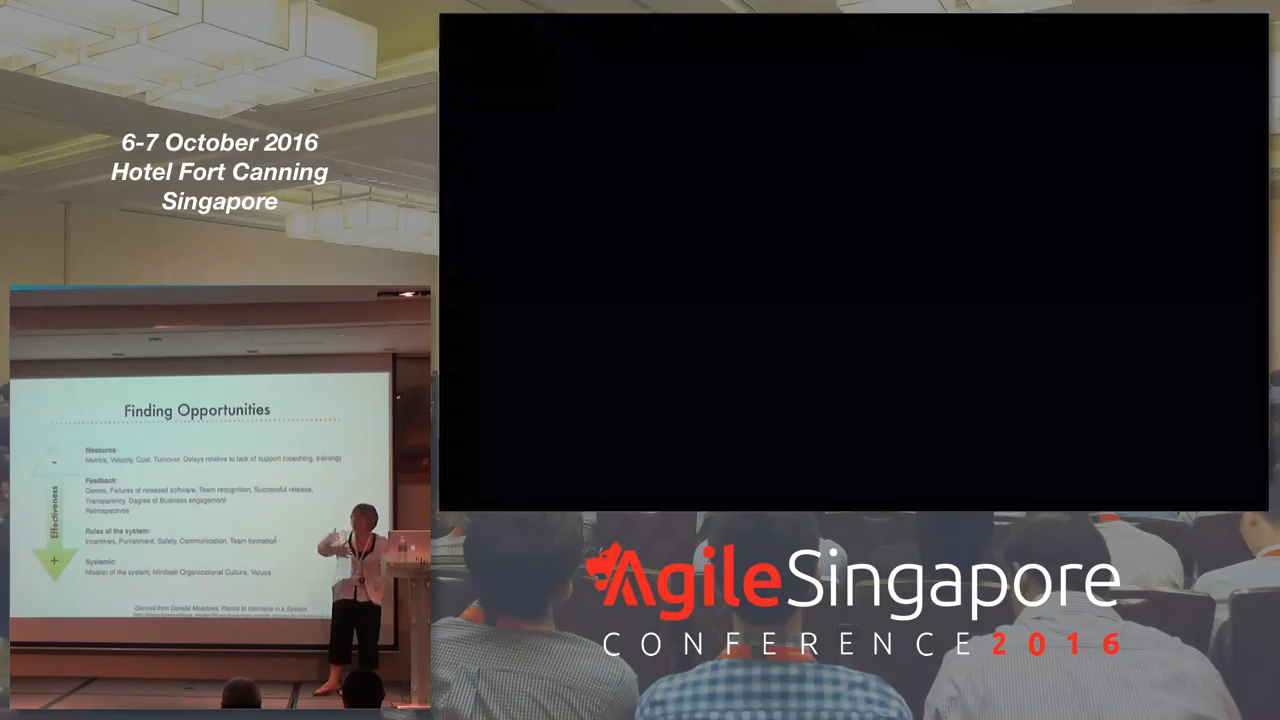 6-7 October 2016
Hotel Fort Canning
Singapore
Finding Opportunities
Measures:
Metrics, Velocity, Cost, Turnover, Delays relative to lack of support (coaching, training)
Feedback:
Demos, Failures of released software, Team recognition, Successful release,
Transparency, Degree of Business engagement
Retrospectives
Rules of the system:
Incentives, Punishment, Safety, Communication, Team formation
Systemic:
Mission of the system, Mindset/ Organizational Culture, Values
-
Effectiveness
+
Derived from Donella Meadows, Places to Intervene in a System
AgileSingapore
CONFERENCE 2016